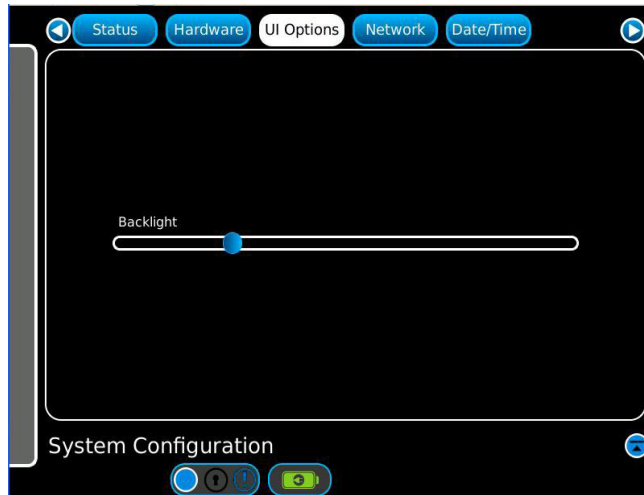 Status Hardware UI Options Network Date/Time
Backlight
System Configuration